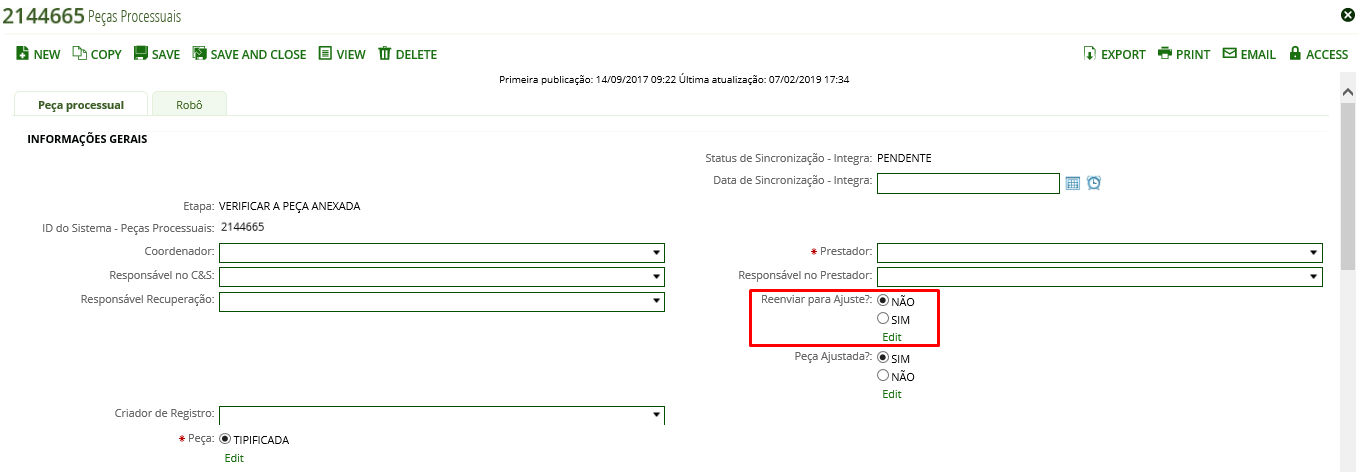 2144665 Peças Processuais
NEW COPY SAVE SAVE AND CLOSE VIEW DELETE EXPORT PRINT EMAIL ACCESS
Primeira publicação: 14/09/2017 09:22 Última atualização: 07/02/2019 17:34
Peça processual Robô
INFORMAÇÕES GERAIS
Status de Sincronização - Integra: PENDENTE
Data de Sincronização - Integra:
Etapa: VERIFICAR A PEÇA ANEXADA
ID do Sistema - Peças Processuais: 2144665
Coordenador: * Prestador:
Responsável no C&S: Responsável no Prestador:
Responsável Recuperação: Reenviar para Ajuste?: NÃO
SIM
Edit
Peça Ajustada?: SIM
NÃO
Edit
Criador de Registro:
* Peça: TIPIFICADA
Edit